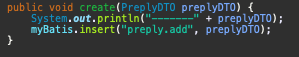 public void create(PreplyDTO preplyDTO) {
System.out.println("-------" + preplyDTO);
myBatis.insert("preply.add", preplyDTO);
}